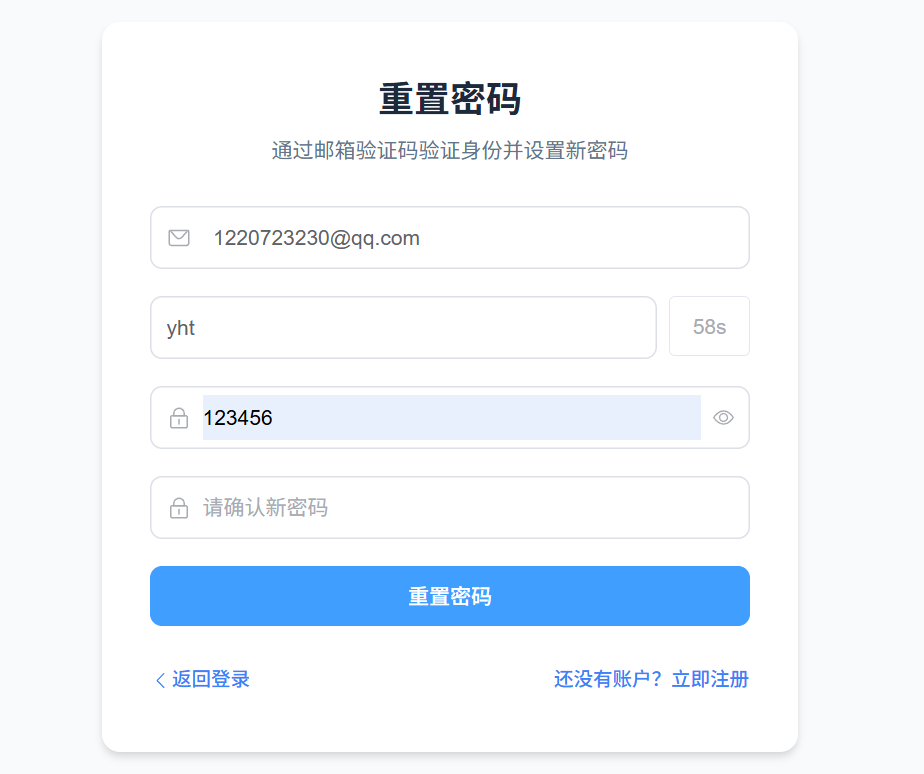 重置密码
通过邮箱验证码验证身份并设置新密码
1220723230@qq.com
yht
58s
123456
请确认新密码
重置密码
返回登录
还没有账户？立即注册